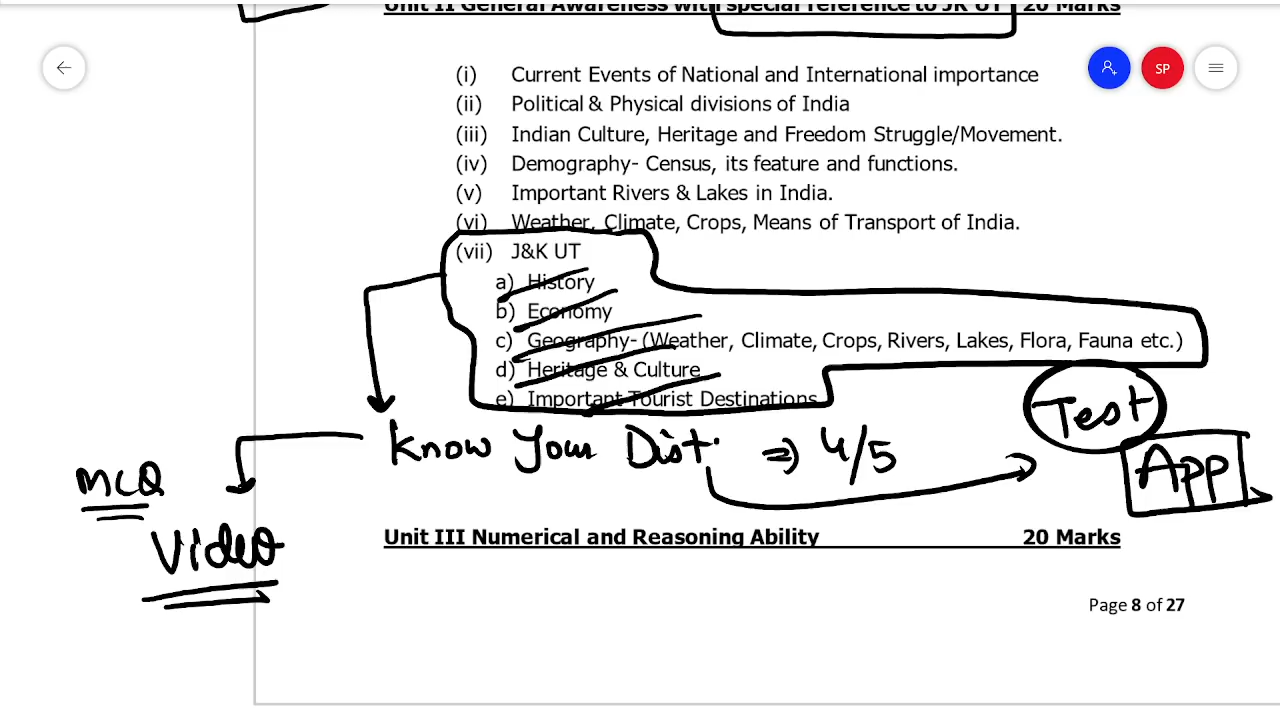 Unit II General Awareness with special reference to JK UT 20 Marks
SP
(i) Current Events of National and International importance
(ii) Political & Physical divisions of India
(iii) Indian Culture, Heritage and Freedom Struggle/Movement.
(iv) Demography- Census, its feature and functions.
(v) Important Rivers & Lakes in India.
(vi) Weather, Climate, Crops, Means of Transport of India.
(vii) J&K UT
a) History
b) Economy
c) Geography- (Weather, Climate, Crops, Rivers, Lakes, Flora, Fauna etc.)
d) Heritage & Culture
e) Important Tourist Destinations
Test
Know Your Dist. => 4/5
App
MCQ
Video
Unit III Numerical and Reasoning Ability 20 Marks
Page 8 of 27